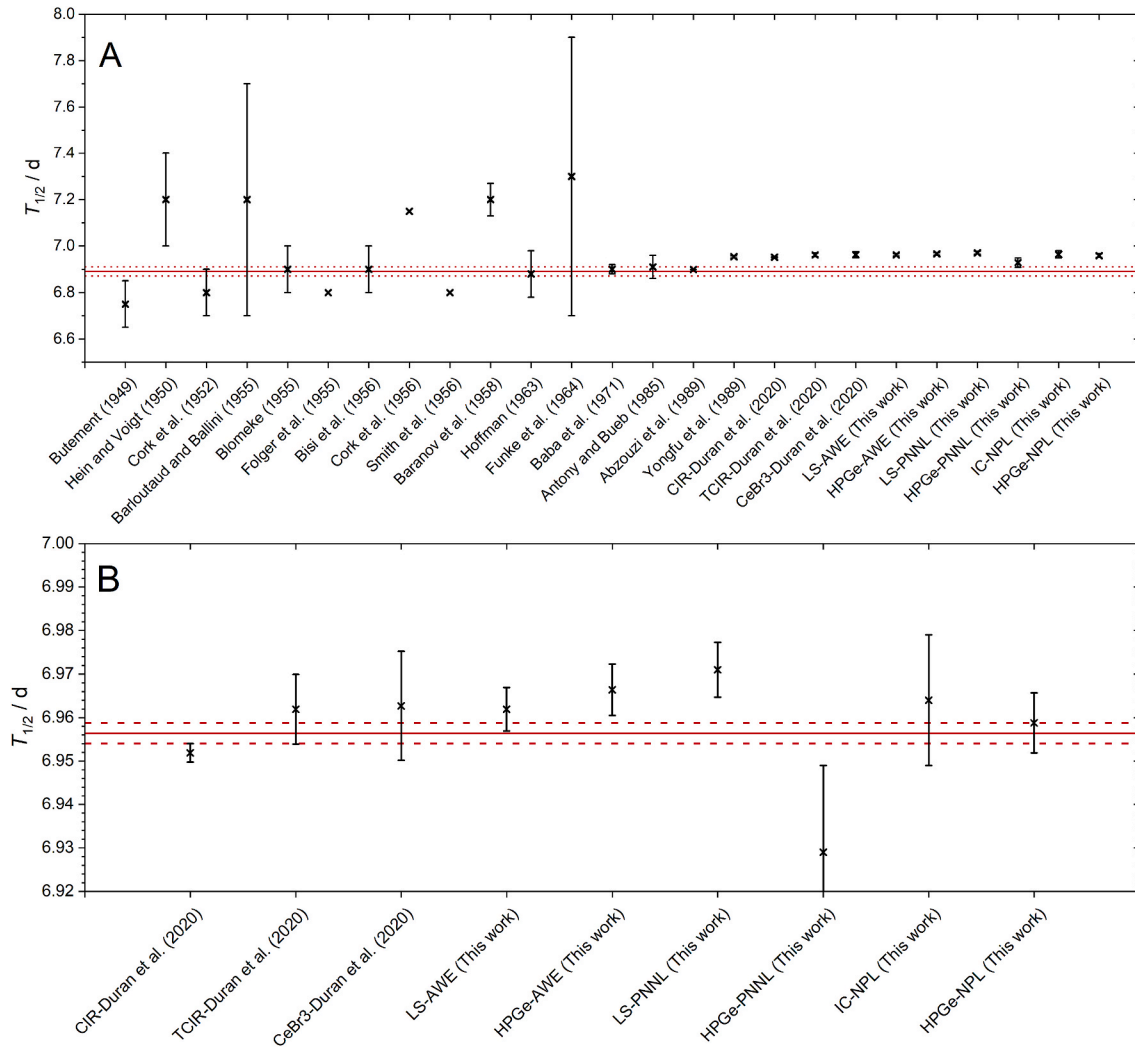 A
8.0
7.8
7.6
7.4
7.2
7.0
6.8
6.6
T1/2 / d
Butement (1949)
Hein and Voigt (1950)
Cork et al. (1952)
Barloutaud and Ballini (1955)
Blomeke (1955)
Folger et al. (1955)
Bisi et al. (1956)
Cork et al. (1956)
Smith et al. (1956)
Baranov et al. (1958)
Hoffman (1963)
Funke et al. (1964)
Baba et al. (1971)
Antony and Bueb (1985)
Abzouzi et al. (1989)
Yongfu et al. (1989)
CIR-Duran et al. (2020)
TCIR-Duran et al. (2020)
CeBr3-Duran et al. (2020)
LS-AWE (This work)
HPGe-AWE (This work)
LS-PNNL (This work)
HPGe-PNNL (This work)
IC-NPL (This work)
HPGe-NPL (This work)
B
7.00
6.99
6.98
6.97
6.96
6.95
6.94
6.93
6.92
T1/2 / d
CIR-Duran et al. (2020)
TCIR-Duran et al. (2020)
CeBr3-Duran et al. (2020)
LS-AWE (This work)
HPGe-AWE (This work)
LS-PNNL (This work)
HPGe-PNNL (This work)
IC-NPL (This work)
HPGe-NPL (This work)